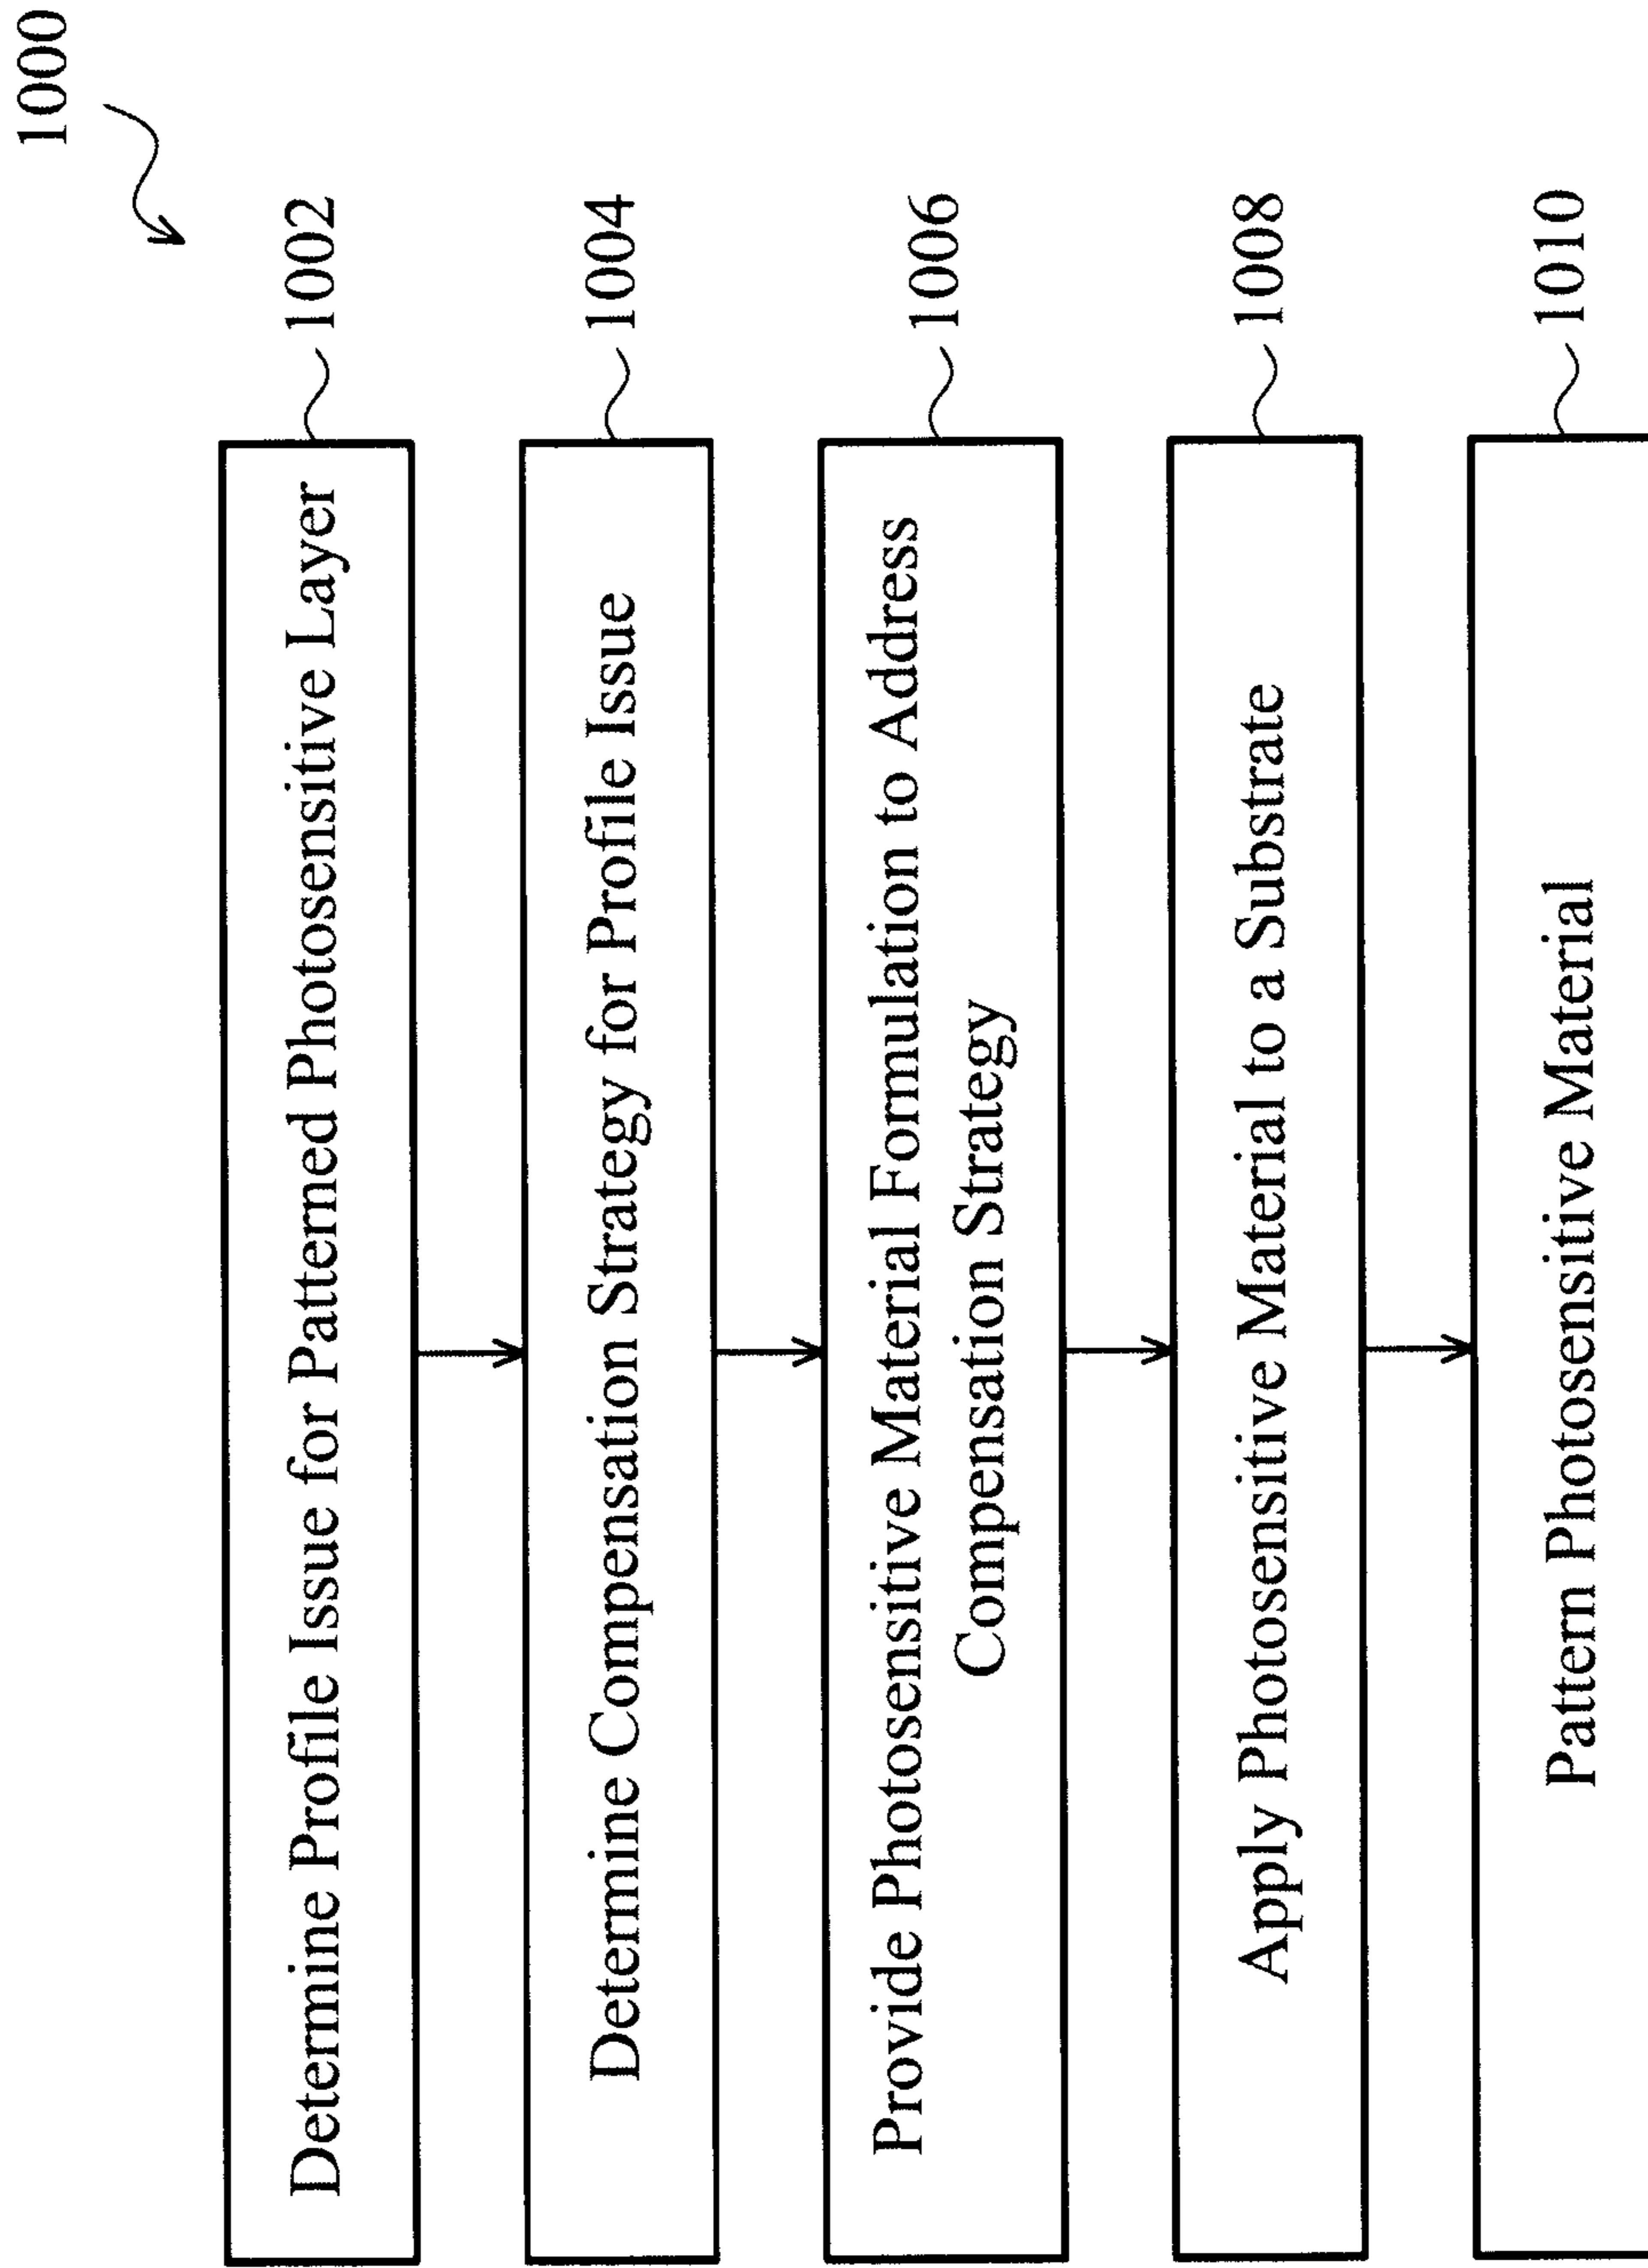 1000
Determine Profile Issue for Patterned Photosensitive Layer
1002
Determine Compensation Strategy for Profile Issue
1004
Provide Photosensitive Material Formulation to Address
Compensation Strategy
1006
Apply Photosensitive Material to a Substrate
1008
Pattern Photosensitive Material
1010